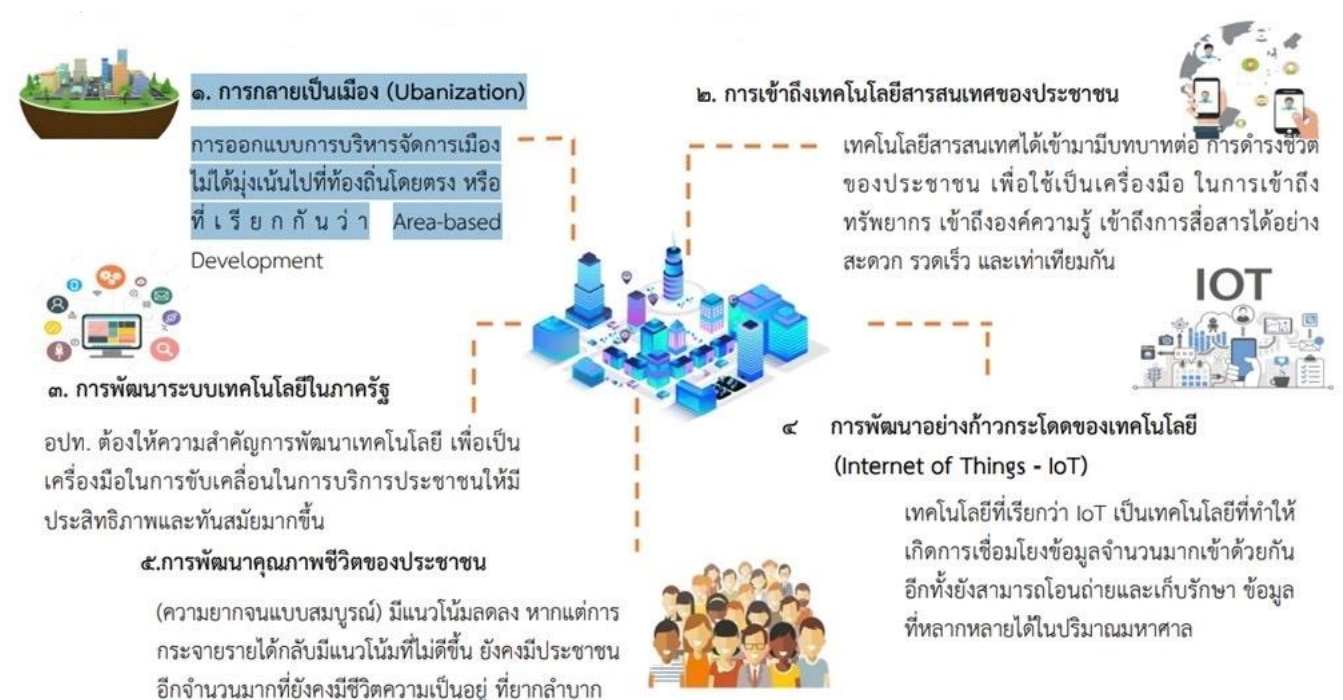 ๑. การกลายเป็นเมือง (Ubanization)
การออกแบบการบริหารจัดการเมือง
ไม่ได้มุ่งเน้นไปที่ท้องถิ่นโดยตรง หรือ
ที่เรียกกันว่า Area-based
Development
๒. การเข้าถึงเทคโนโลยีสารสนเทศของประชาชน
เทคโนโลยีสารสนเทศได้เข้ามามีบทบาทต่อ การดำรงชีวิต
ของประชาชน เพื่อใช้เป็นเครื่องมือ ในการเข้าถึง
ทรัพยากร เข้าถึงองค์ความรู้ เข้าถึงการสื่อสารได้อย่าง
สะดวก รวดเร็ว และเท่าเทียมกัน
IOT
๓. การพัฒนาระบบเทคโนโลยีในภาครัฐ
อปท. ต้องให้ความสำคัญการพัฒนาเทคโนโลยี เพื่อเป็น
เครื่องมือในการขับเคลื่อนในการบริการประชาชนให้มี
ประสิทธิภาพและทันสมัยมากขึ้น
๔ การพัฒนาอย่างก้าวกระโดดของเทคโนโลยี
(Internet of Things - IoT)
เทคโนโลยีที่เรียกว่า IoT เป็นเทคโนโลยีที่ทำให้
เกิดการเชื่อมโยงข้อมูลจำนวนมากเข้าด้วยกัน
อีกทั้งยังสามารถโอนถ่ายและเก็บรักษา ข้อมูล
ที่หลากหลายได้ในปริมาณมหาศาล
๕.การพัฒนาคุณภาพชีวิตของประชาชน
(ความยากจนแบบสมบูรณ์) มีแนวโน้มลดลง หากแต่การ
กระจายรายได้กลับมีแนวโน้มที่ไม่ดีขึ้น ยังคงมีประชาชน
อีกจำนวนมากที่ยังคงมีชีวิตความเป็นอยู่ ที่ยากลำบาก